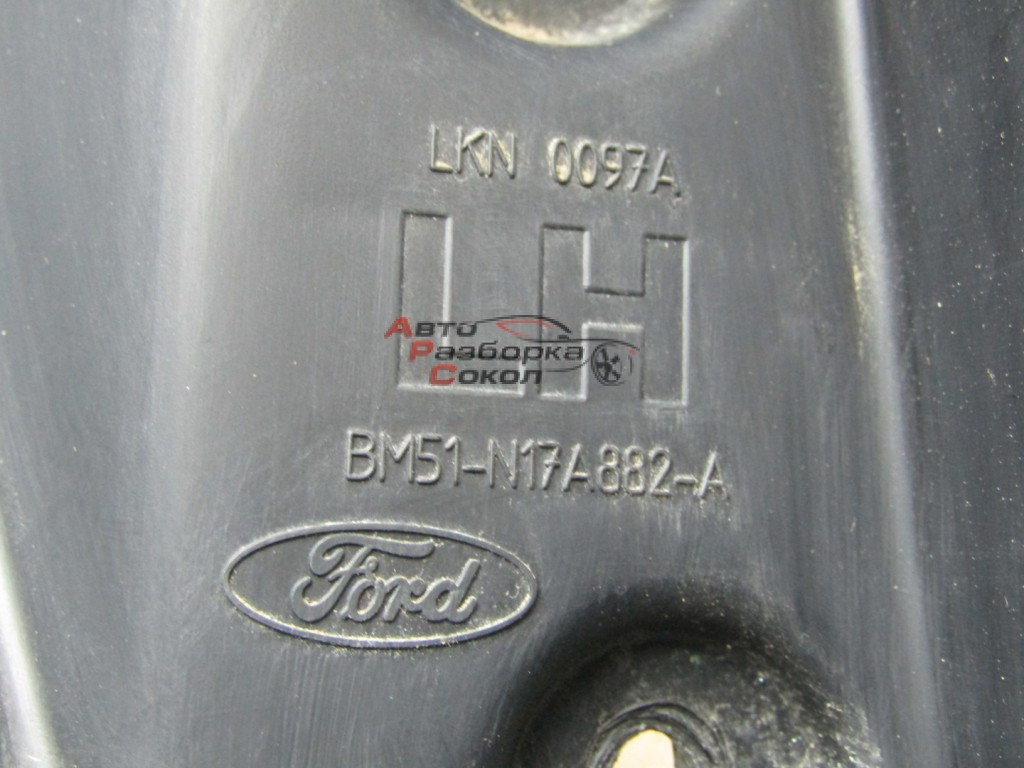 LKN 0097A
LH
Авто
Разборка
Сокол
BM51-N17A882-A
Ford